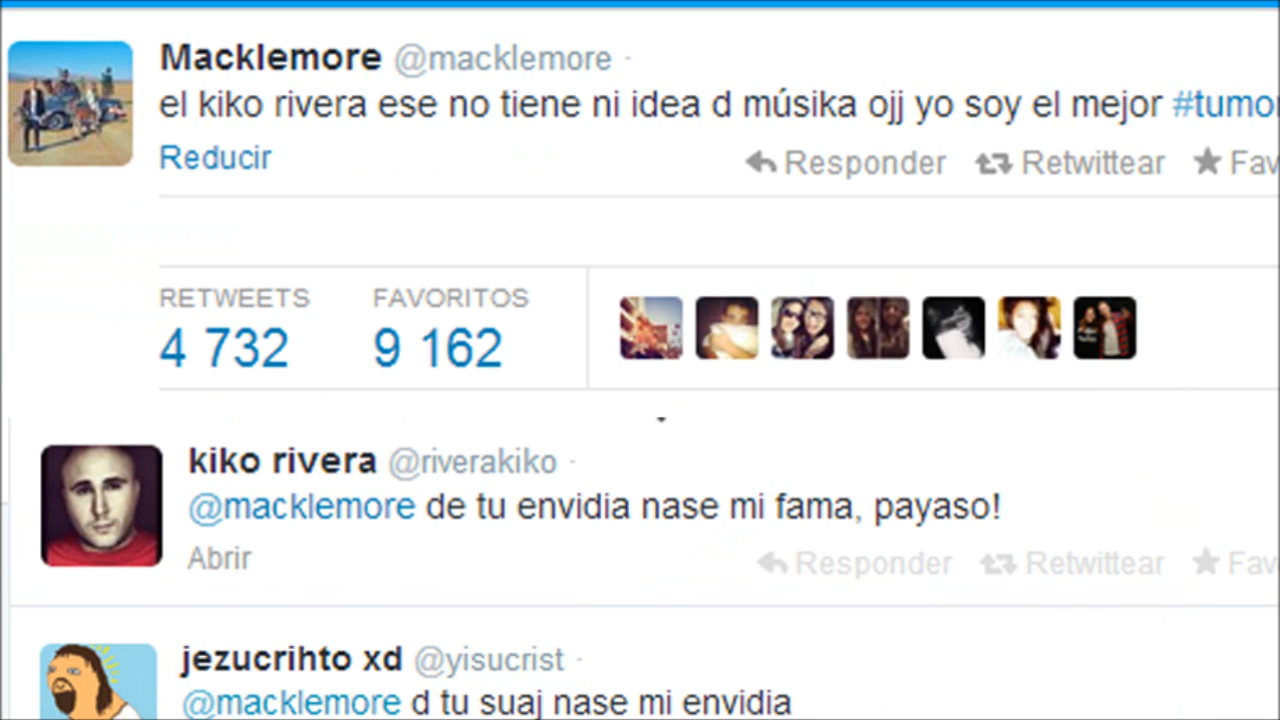 Macklemore @macklemore ·
el kiko rivera ese no tiene ni idea d músika ojj yo soy el mejor #tumo
Reducir
Responder Retwittear Fav
RETWEETS FAVORITOS
4 732 9 162
kiko rivera @riverakiko ·
@macklemore de tu envidia nase mi fama, payaso!
Abrir
Responder Retwittear Fav
jezucrihto xd @yisucrist ·
@macklemore d tu suaj nase mi envidia